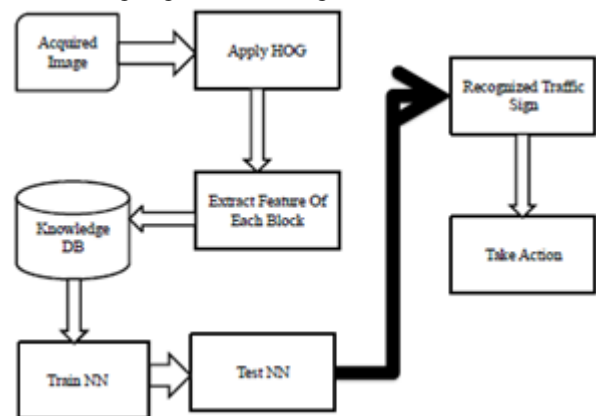 Acquired
Image
Apply HOG
Recognized Traffic
Sign
Extract Feature Of
Each Block
Knowledge
DB
Take Action
Train NN
Test NN